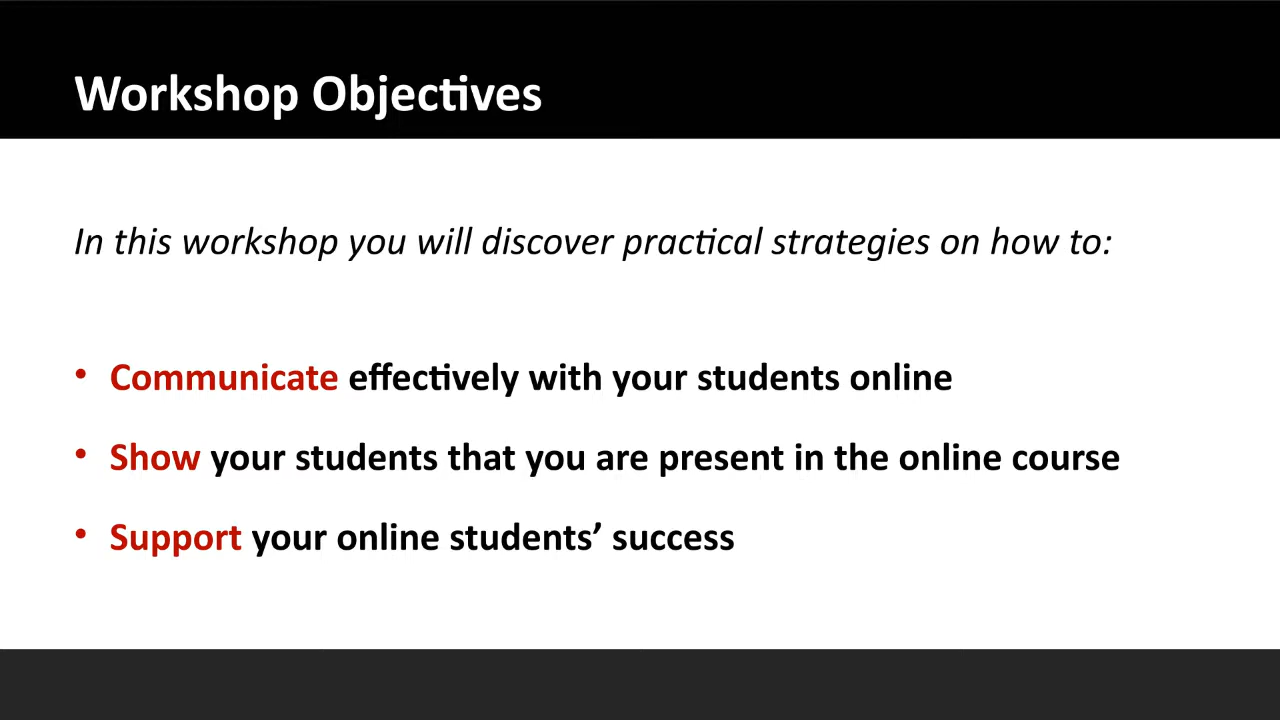 Workshop Objectives
In this workshop you will discover practical strategies on how to:
• Communicate effectively with your students online
• Show your students that you are present in the online course
• Support your online students’ success